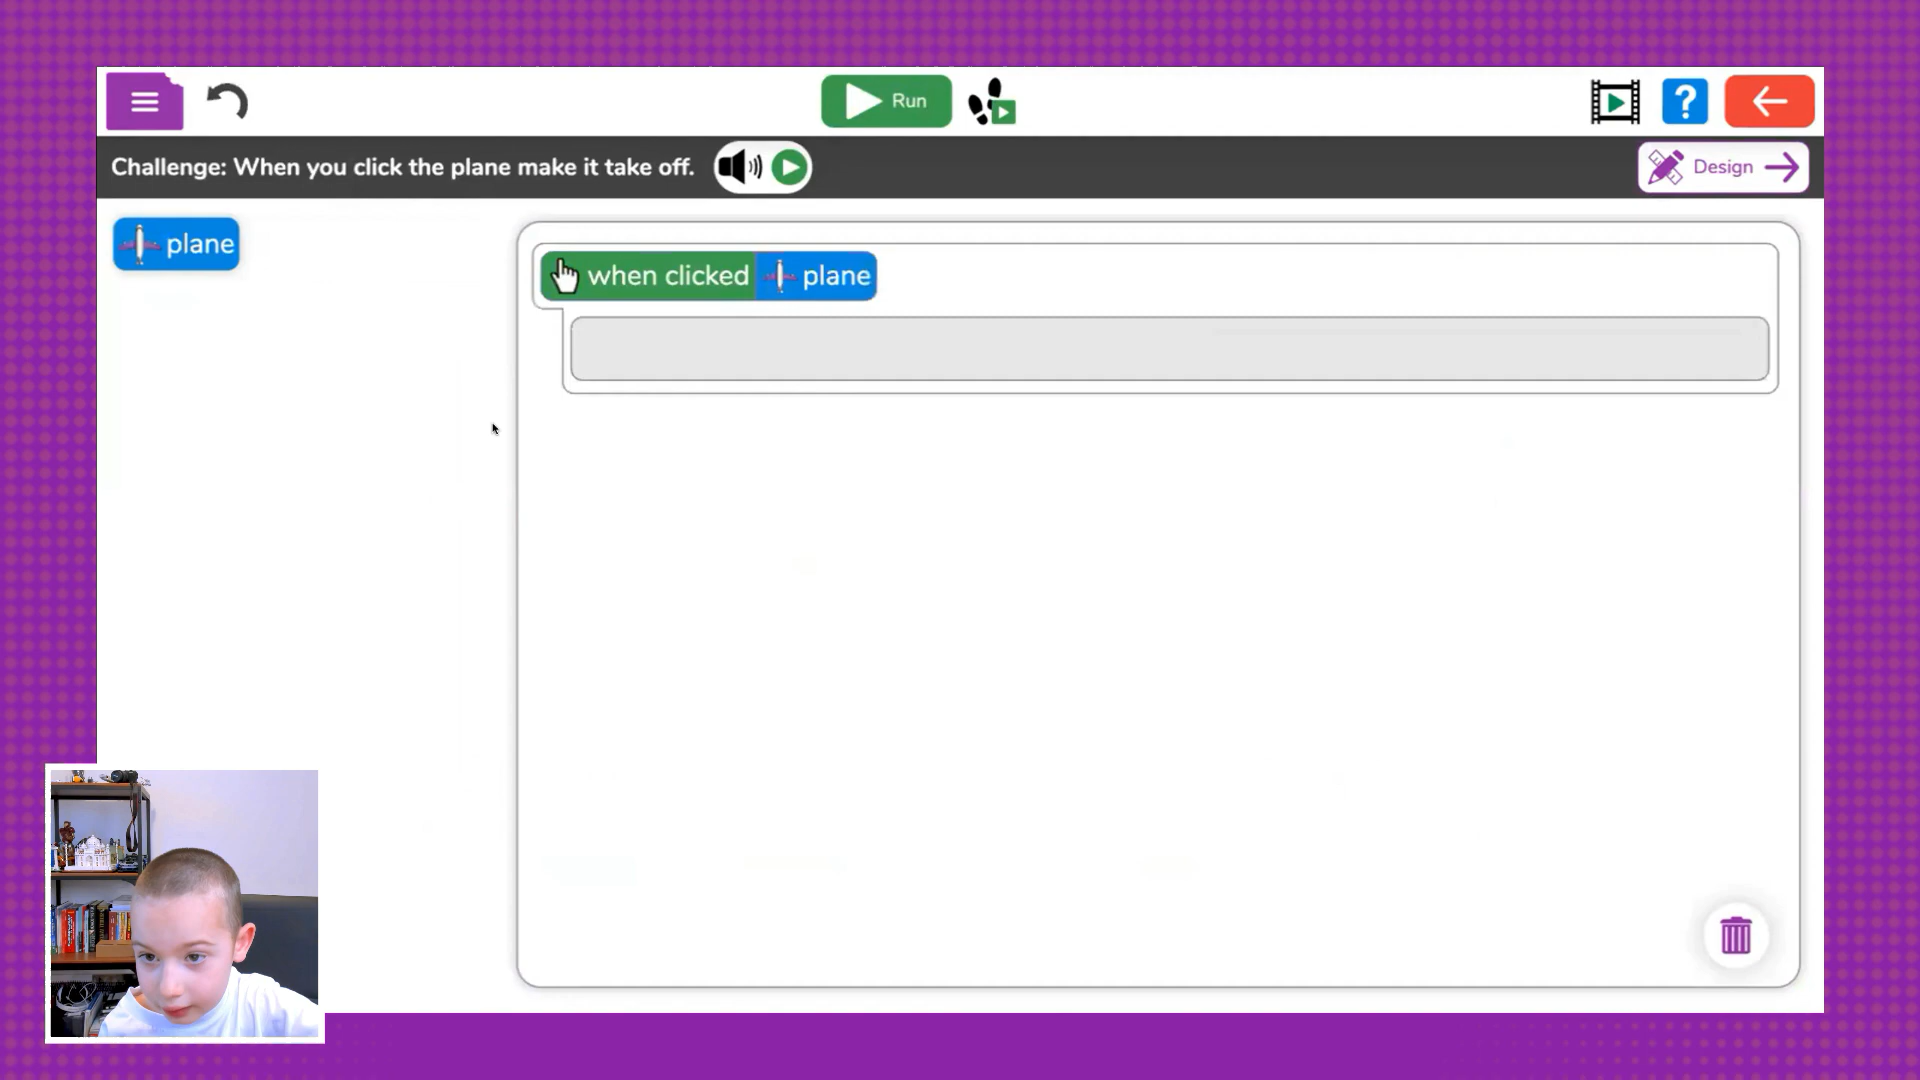 Run
?
Challenge: When you click the plane make it take off.
Design
plane
when clicked plane